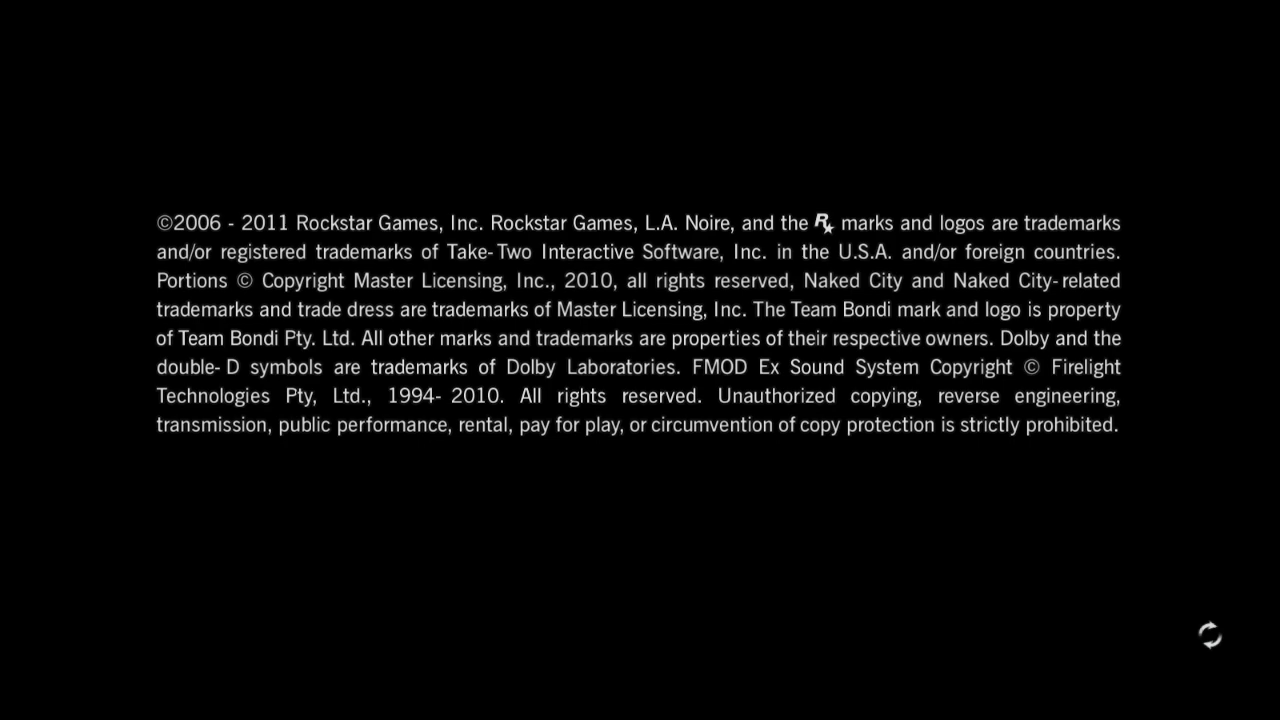 ©2006 - 2011 Rockstar Games, Inc. Rockstar Games, L.A. Noire, and the R★ marks and logos are trademarks
and/or registered trademarks of Take-Two Interactive Software, Inc. in the U.S.A. and/or foreign countries.
Portions © Copyright Master Licensing, Inc., 2010, all rights reserved, Naked City and Naked City-related
trademarks and trade dress are trademarks of Master Licensing, Inc. The Team Bondi mark and logo is property
of Team Bondi Pty. Ltd. All other marks and trademarks are properties of their respective owners. Dolby and the
double-D symbols are trademarks of Dolby Laboratories. FMOD Ex Sound System Copyright © Firelight
Technologies Pty, Ltd., 1994-2010. All rights reserved. Unauthorized copying, reverse engineering,
transmission, public performance, rental, pay for play, or circumvention of copy protection is strictly prohibited.